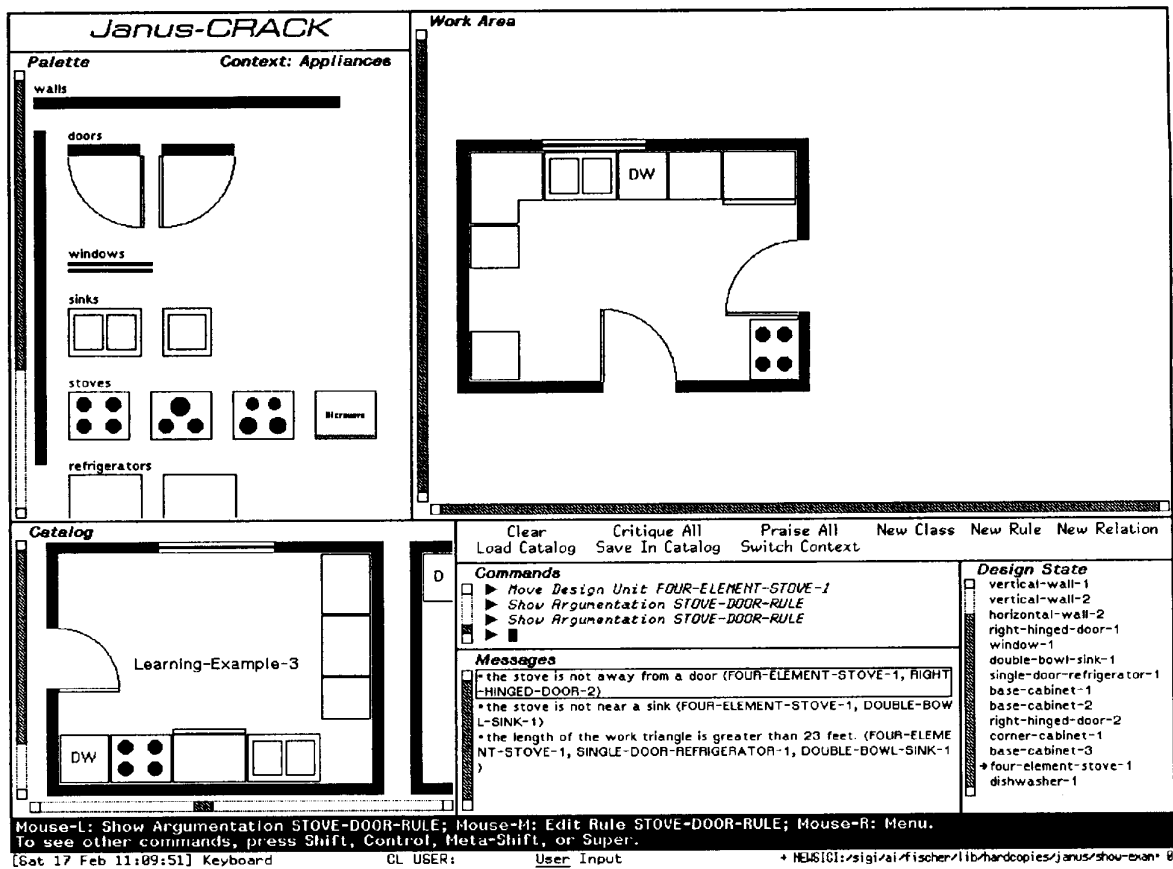 Janus-CRACK
Palette
Context: Appliances
walls
doors
windows
sinks
stoves
Microwave
refrigerators
Work Area
DW
Catalog
Learning-Example-3
DW
D
Clear Critique All Praise All New Class New Rule New Relation
Load Catalog Save In Catalog Switch Context
Commands
Move Design Unit FOUR-ELEMENT-STOVE-1
Show Argumentation STOVE-DOOR-RULE
Show Argumentation STOVE-DOOR-RULE
Messages
•the stove is not away from a door (FOUR-ELEMENT-STOVE-1, RIGHT
-HINGED-DOOR-2)
•the stove is not near a sink (FOUR-ELEMENT-STOVE-1, DOUBLE-BOW
L-SINK-1)
•the length of the work triangle is greater than 23 feet. (FOUR-ELEME
NT-STOVE-1, SINGLE-DOOR-REFRIGERATOR-1, DOUBLE-BOWL-SINK-1
)
Design State
vertical-wall-1
vertical-wall-2
horizontal-wall-2
right-hinged-door-1
window-1
double-bowl-sink-1
single-door-refrigerator-1
base-cabinet-1
base-cabinet-2
right-hinged-door-2
corner-cabinet-1
base-cabinet-3
four-element-stove-1
dishwasher-1
Mouse-L: Show Argumentation STOVE-DOOR-RULE; Mouse-M: Edit Rule STOVE-DOOR-RULE; Mouse-R: Menu.
To see other commands, press Shift, Control, Meta-Shift, or Super.
[Sat 17 Feb 11:09:51] Keyboard CL USER: User Input